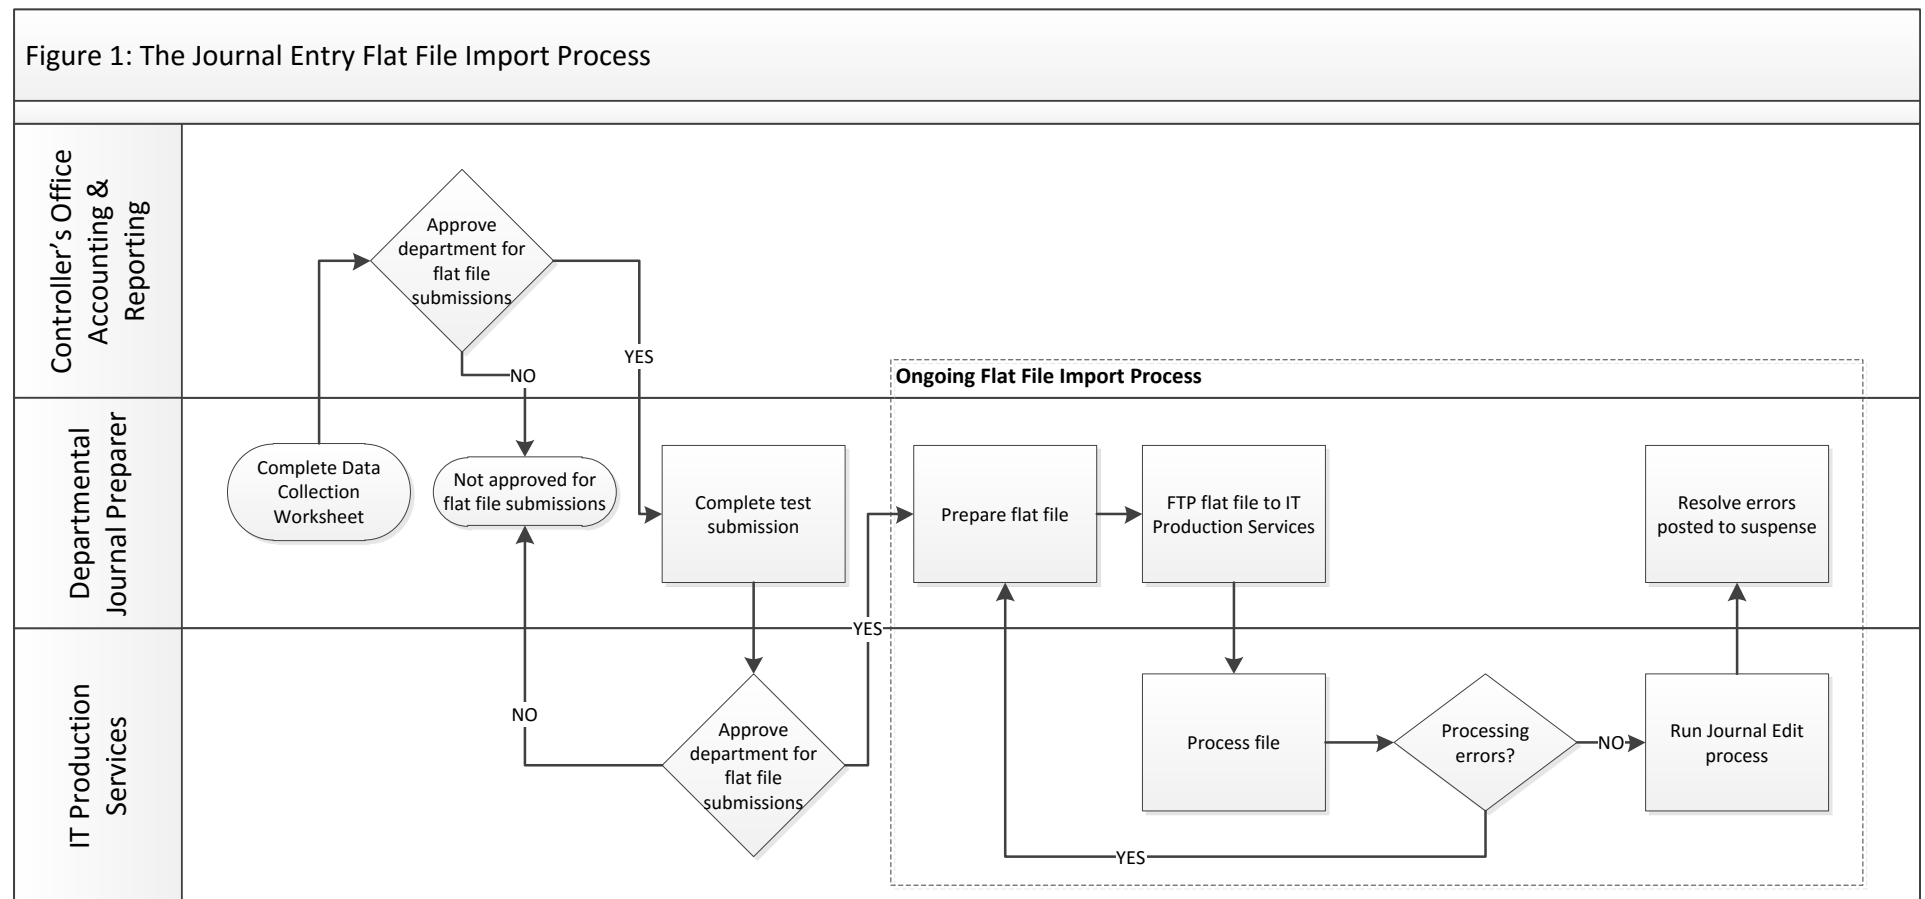 Figure 1: The Journal Entry Flat File Import Process
Controller's Office
Accounting &
Reporting
Approve
department for
flat file
submissions
NO
YES
Ongoing Flat File Import Process
Departmental
Journal Preparer
Complete Data
Collection
Worksheet
Not approved for
flat file submissions
Complete test
submission
Prepare flat file
FTP flat file to IT
Production Services
Resolve errors
posted to suspense
YES
IT Production
Services
NO
Approve
department for
flat file
submissions
Process file
Processing
errors?
NO
Run Journal Edit
process
YES